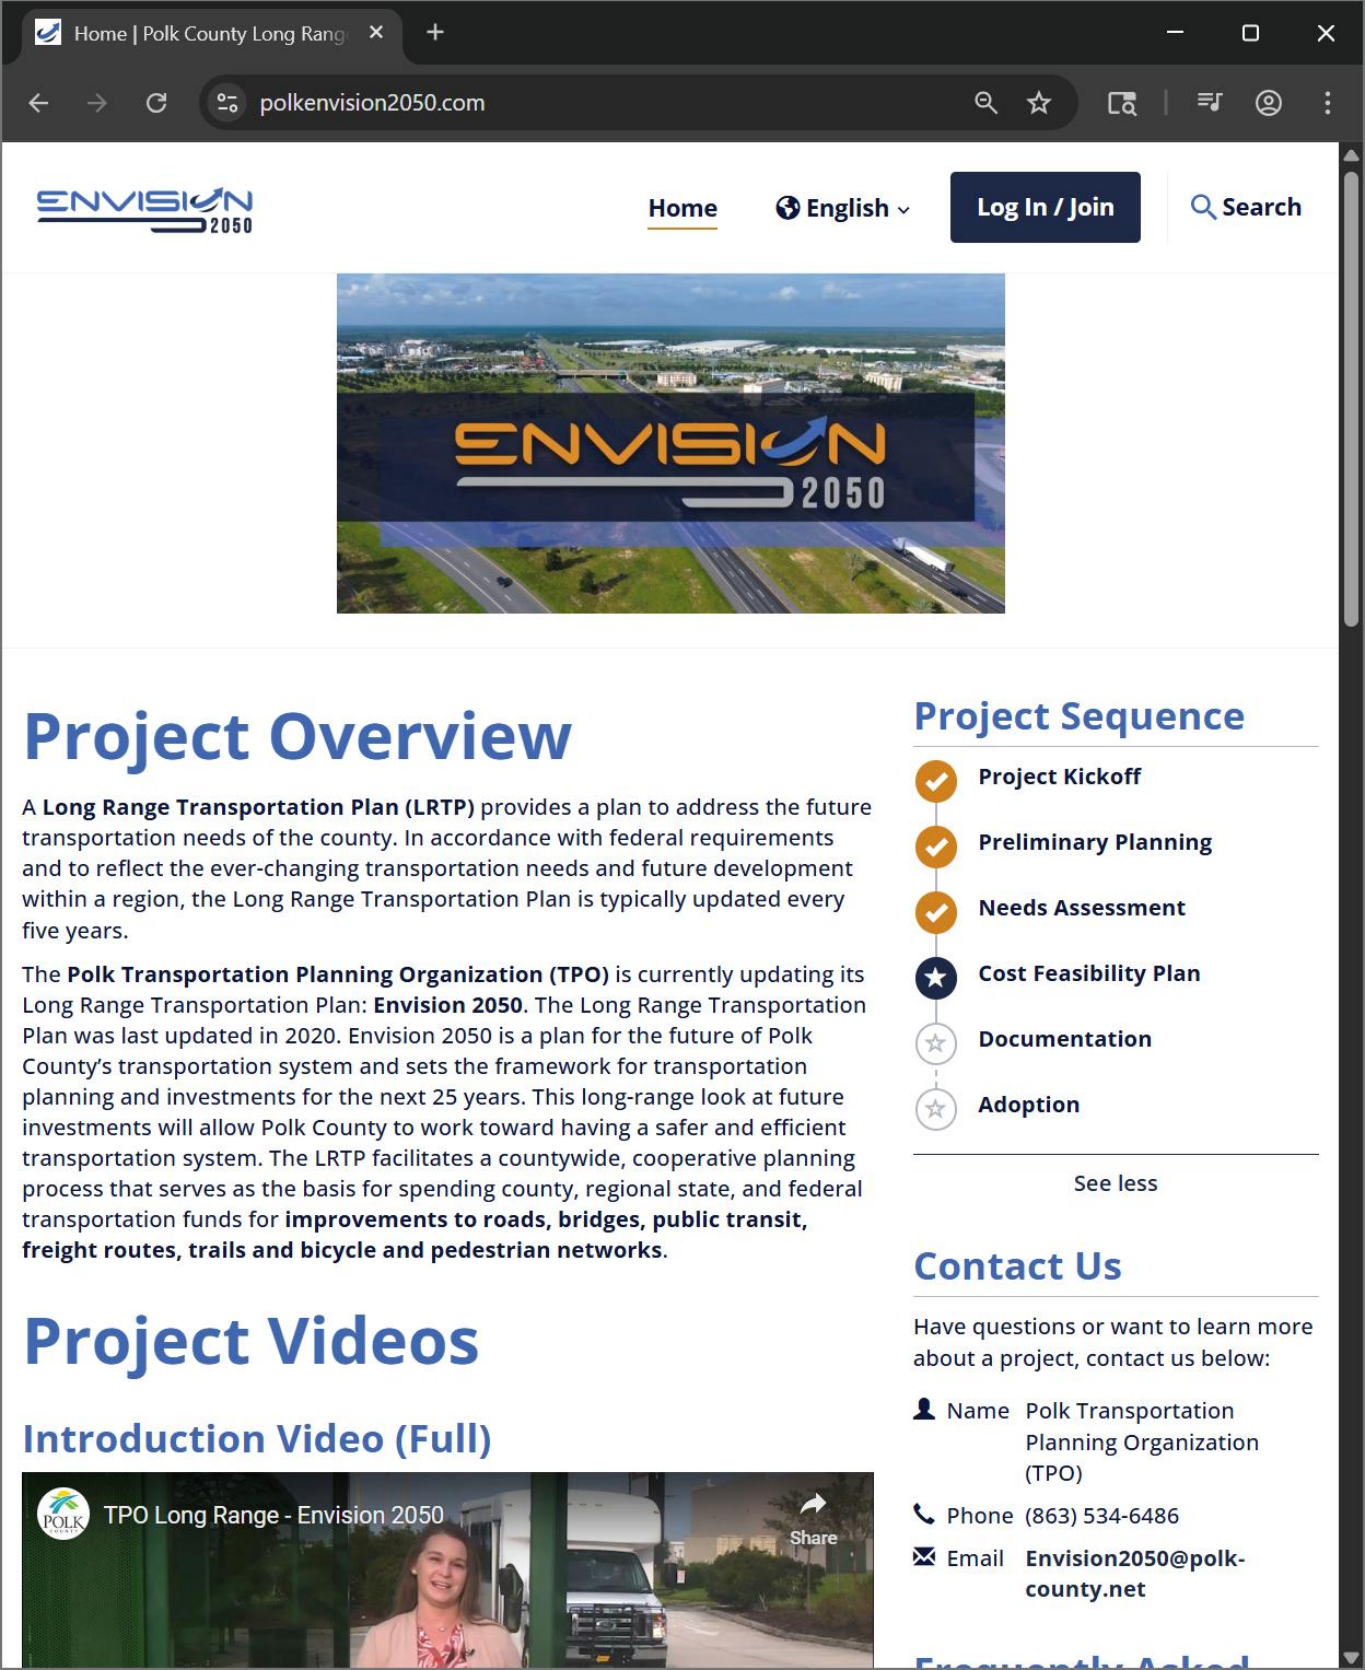 Home | Polk County Long Rang
polkenvision2050.com
ENVISION
2050
Home
English
Log In / Join
Search
ENVISION
2050
Project Overview
A Long Range Transportation Plan (LRTP) provides a plan to address the future
transportation needs of the county. In accordance with federal requirements
and to reflect the ever-changing transportation needs and future development
within a region, the Long Range Transportation Plan is typically updated every
five years.
The Polk Transportation Planning Organization (TPO) is currently updating its
Long Range Transportation Plan: Envision 2050. The Long Range Transportation
Plan was last updated in 2020. Envision 2050 is a plan for the future of Polk
County’s transportation system and sets the framework for transportation
planning and investments for the next 25 years. This long-range look at future
investments will allow Polk County to work toward having a safer and efficient
transportation system. The LRTP facilitates a countywide, cooperative planning
process that serves as the basis for spending county, regional state, and federal
transportation funds for improvements to roads, bridges, public transit,
freight routes, trails and bicycle and pedestrian networks.
Project Videos
Introduction Video (Full)
POLK
COUNTY
TPO Long Range - Envision 2050
Share
Project Sequence
Project Kickoff
Preliminary Planning
Needs Assessment
Cost Feasibility Plan
Documentation
Adoption
See less
Contact Us
Have questions or want to learn more
about a project, contact us below:
Name Polk Transportation
Planning Organization
(TPO)
Phone (863) 534-6486
Email Envision2050@polk-
county.net
Frequently Asked